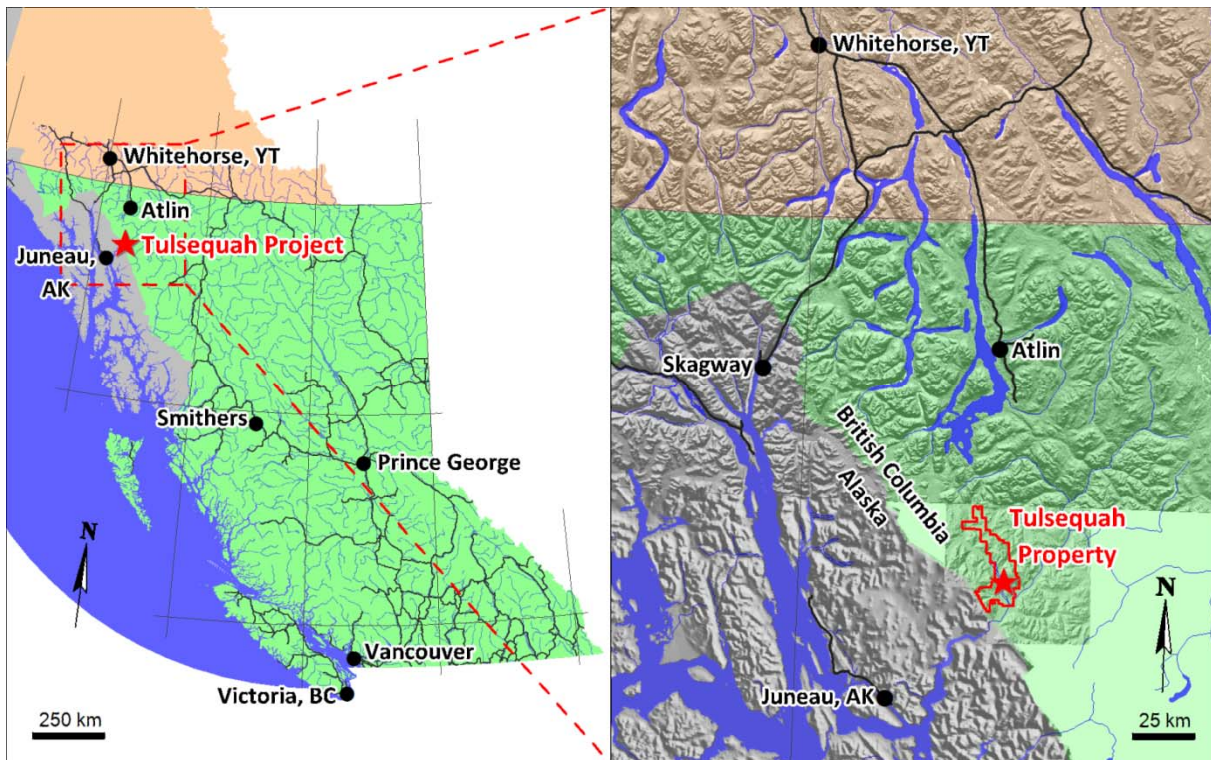 Whitehorse, YT
Atlin
Tulsequah Project
Juneau,
AK
Smithers
Prince George
N
Vancouver
Victoria, BC
250 km
Whitehorse, YT
Skagway
Atlin
British Columbia
Alaska
Tulsequah
Property
N
Juneau, AK
25 km